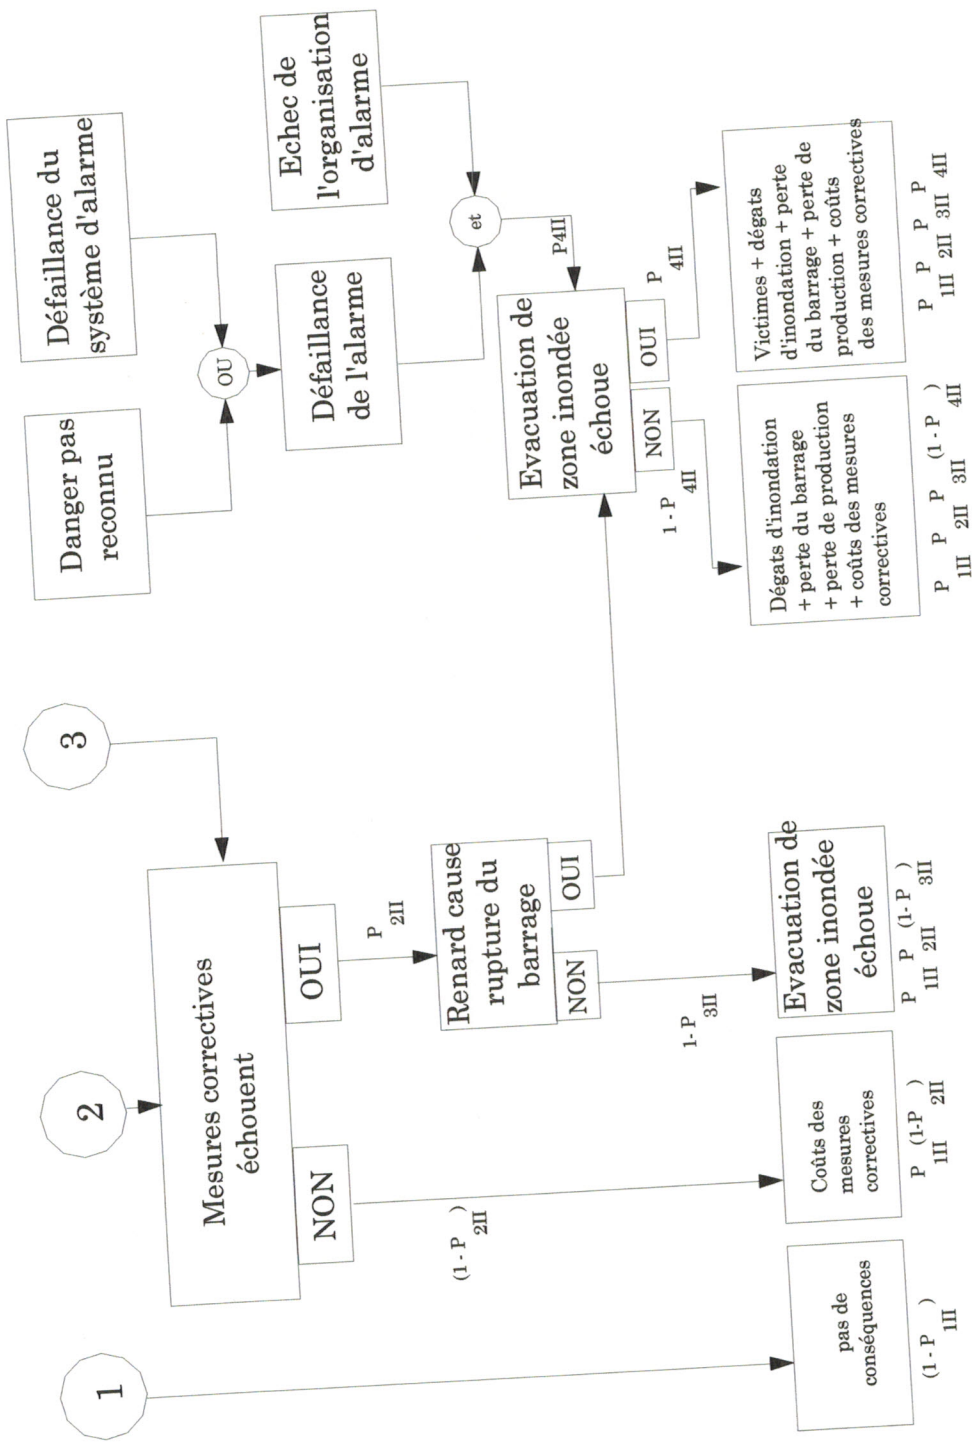 1
2
3
Mesures correctives
échouent
NON
OUI
(1 - P2II)
P2II
Renard cause
rupture du
barrage
NON
OUI
1- P3II
Danger pas
reconnu
Défaillance du
système d'alarme
OU
Défaillance
de l'alarme
Echec de
l'organisation
d'alarme
et
P4II
Evacuation de
zone inondée
échoue
NON
OUI
1 - P4II
P4II
pas de
conséquences
(1 - P1II)
Coûts des
mesures
correctives
P1II (1-P2II)
Evacuation de
zone inondée
échoue
P1II P2II (1- P3II)
Dégats d'inondation
+ perte du barrage
+ perte de production
+ coûts des mesures
correctives
P1II P2II P3II (1 - P4II)
Victimes + dégats
d'inondation + perte
du barrage + perte de
production + coûts
des mesures correctives
P1II P2II P3II P4II